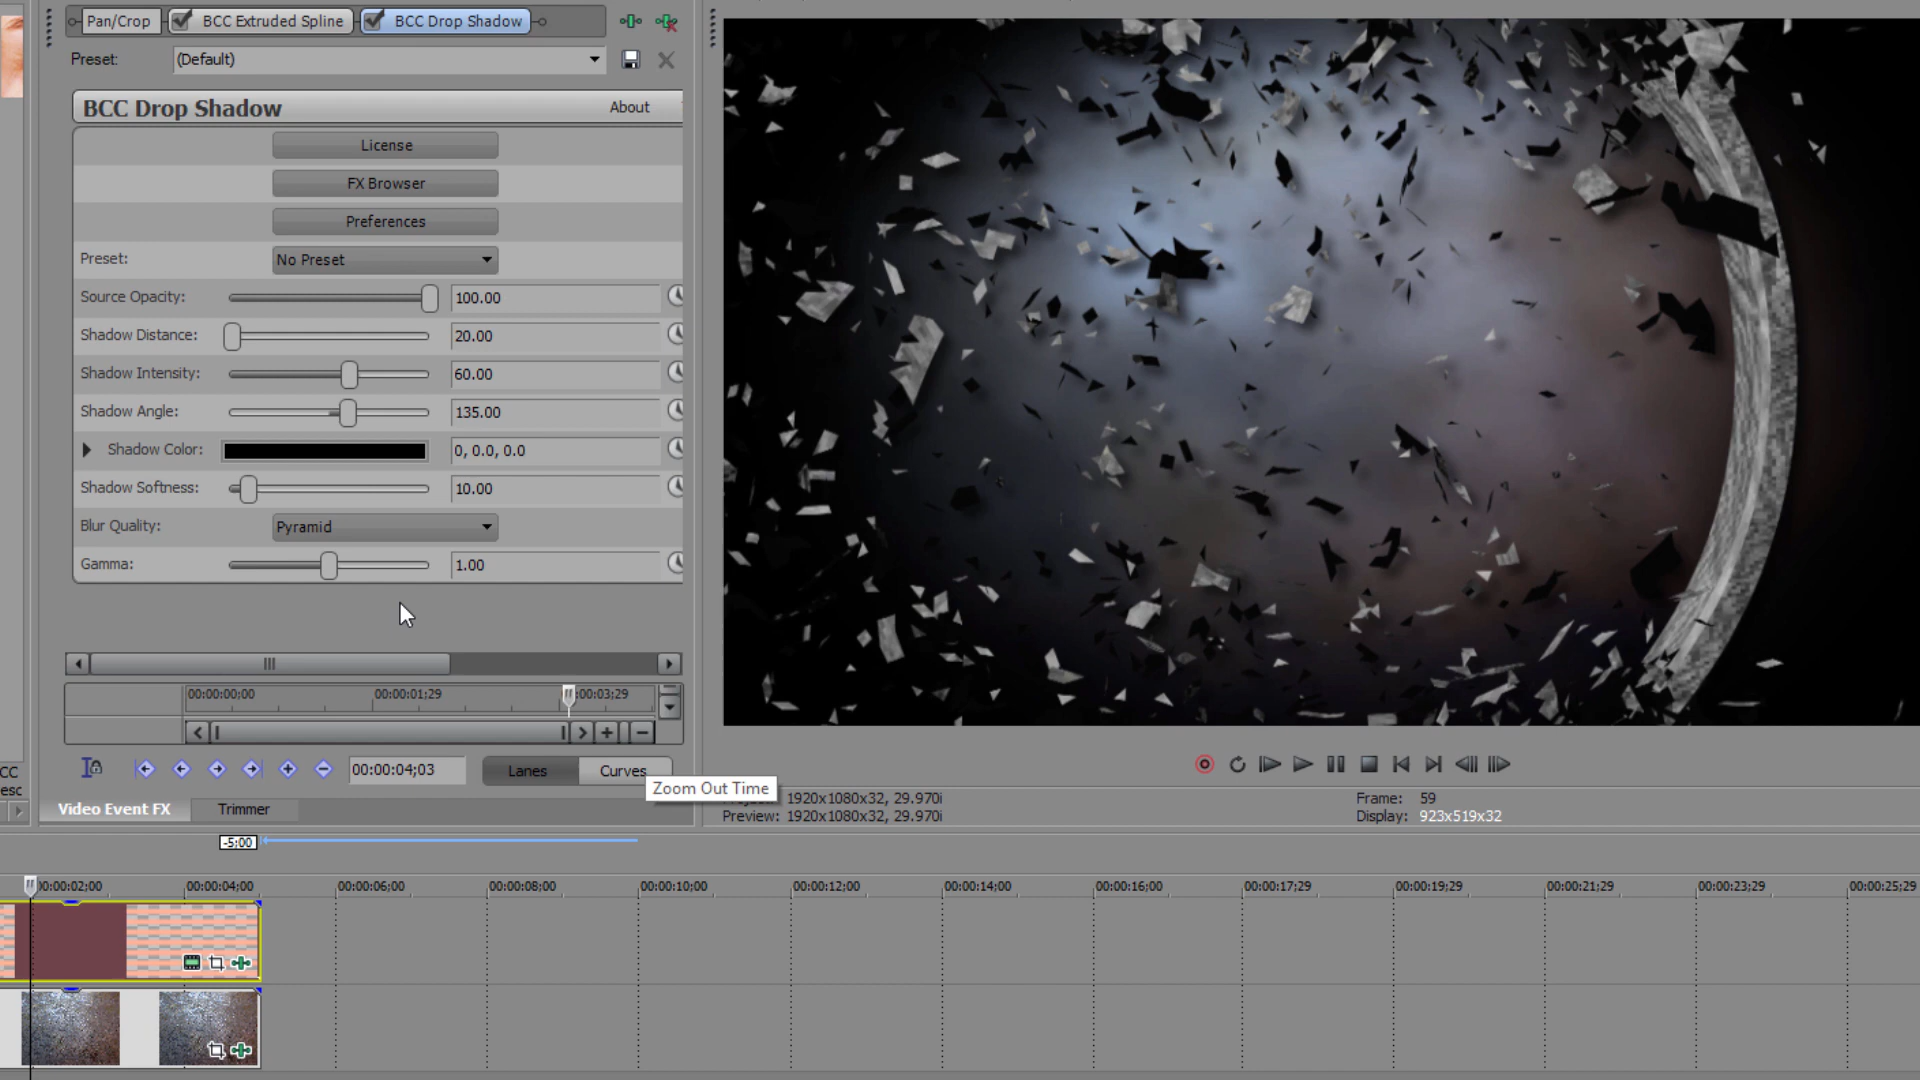 Pan/Crop BCC Extruded Spline BCC Drop Shadow
Preset: (Default)
BCC Drop Shadow About
License
FX Browser
Preferences
Preset: No Preset
Source Opacity: 100.00
Shadow Distance: 20.00
Shadow Intensity: 60.00
Shadow Angle: 135.00
Shadow Color: 0, 0.0, 0.0
Shadow Softness: 10.00
Blur Quality: Pyramid
Gamma: 1.00
00:00:00;00 00:00:01;29 :00:03;29
00:00:04;03 Lanes Curves
CC
esc
Zoom Out Time
Video Event FX Trimmer
1920x1080x32, 29.970i
Preview: 1920x1080x32, 29.970i
Frame: 59
Display: 923x519x32
-5;00
00:00:02;00 00:00:04;00 00:00:06;00 00:00:08;00 00:00:10;00 00:00:12;00 00:00:14;00 00:00:16;00 00:00:17;29 00:00:19;29 00:00:21;29 00:00:23;29 00:00:25;29